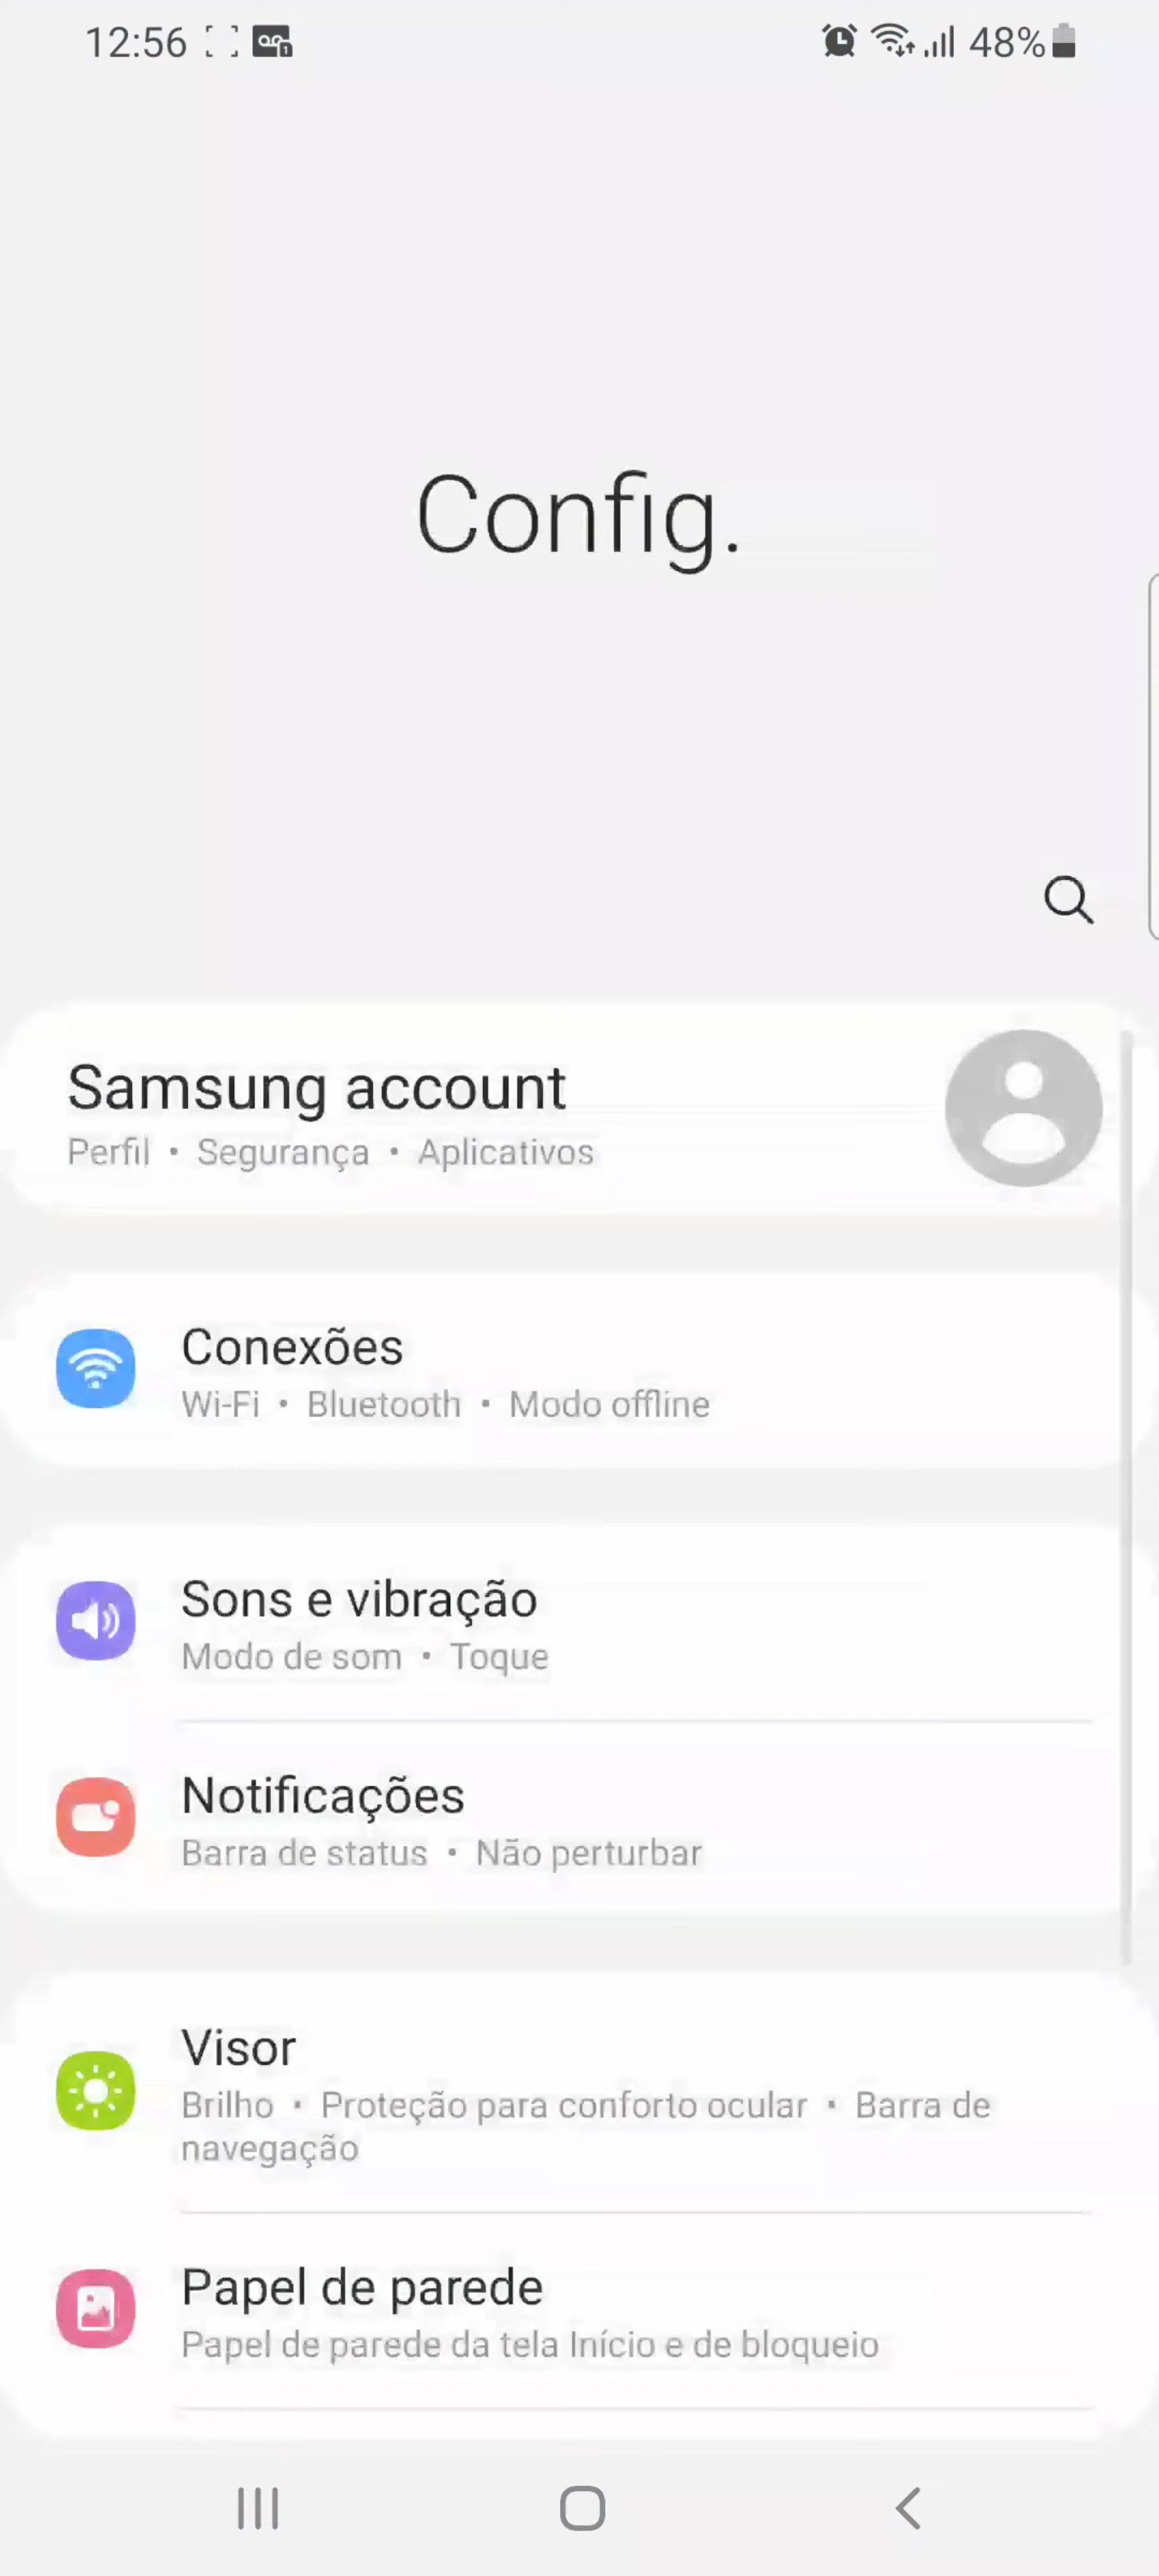 12:56 48%
Config.
Samsung account
Perfil • Segurança • Aplicativos
Conexões
Wi-Fi • Bluetooth • Modo offline
Sons e vibração
Modo de som • Toque
Notificações
Barra de status • Não perturbar
Visor
Brilho • Proteção para conforto ocular • Barra de
navegação
Papel de parede
Papel de parede da tela Início e de bloqueio